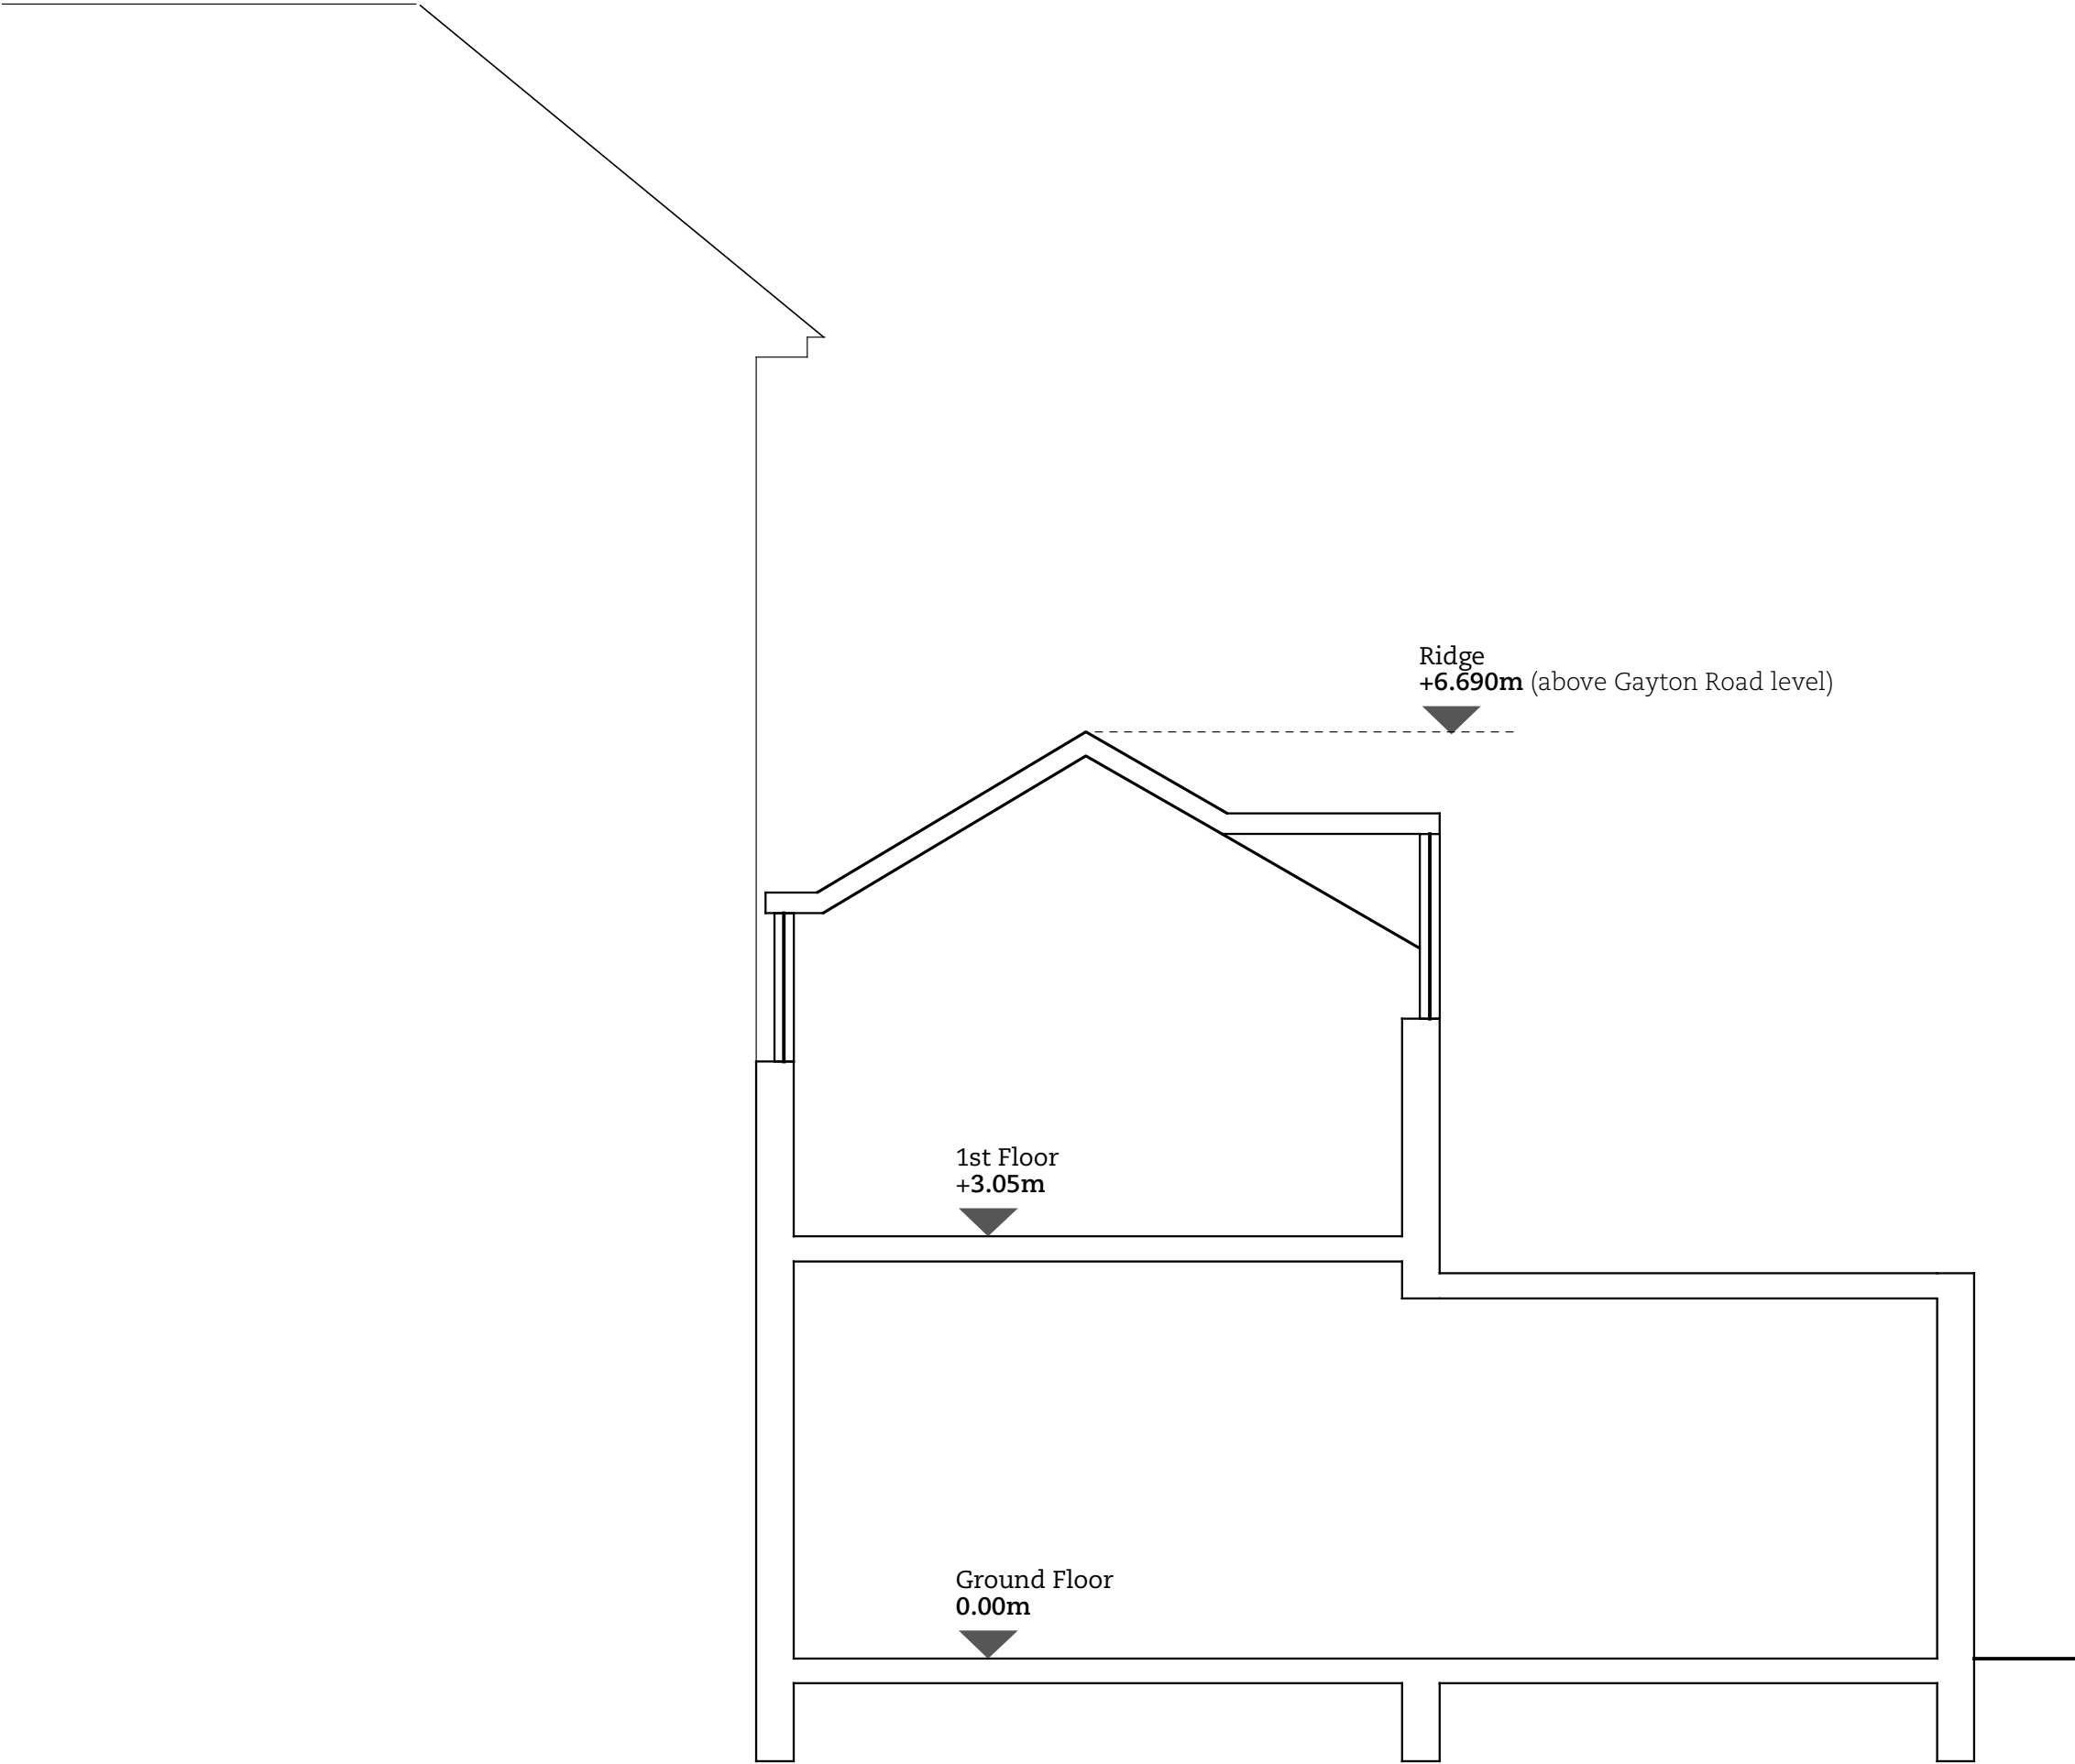 Ridge
+6.690m (above Gayton Road level)
1st Floor
+3.05m
Ground Floor
0.00m